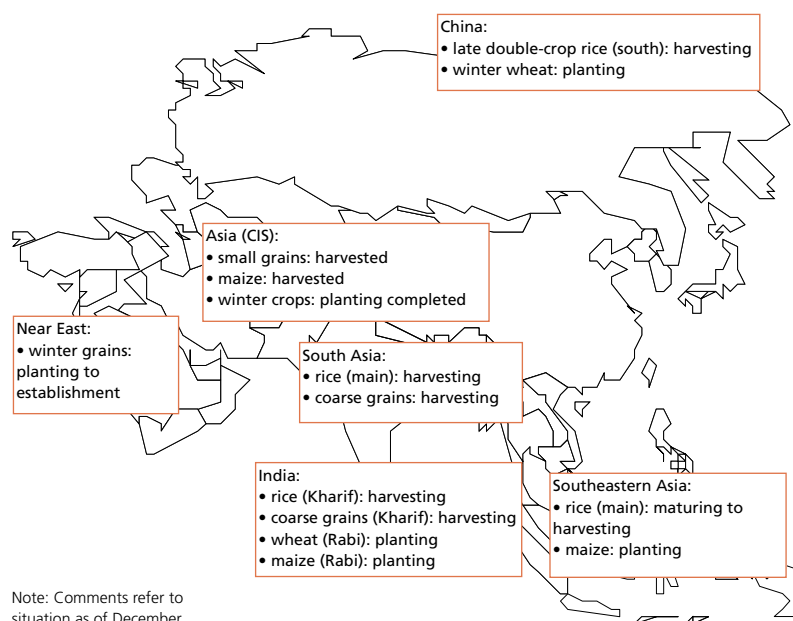 China:
• late double-crop rice (south): harvesting
• winter wheat: planting
Asia (CIS):
• small grains: harvested
• maize: harvested
• winter crops: planting completed
Near East:
• winter grains:
planting to
establishment
South Asia:
• rice (main): harvesting
• coarse grains: harvesting
India:
• rice (Kharif): harvesting
• coarse grains (Kharif): harvesting
• wheat (Rabi): planting
• maize (Rabi): planting
Southeastern Asia:
• rice (main): maturing to
harvesting
• maize: planting
Note: Comments refer to
situation as of December